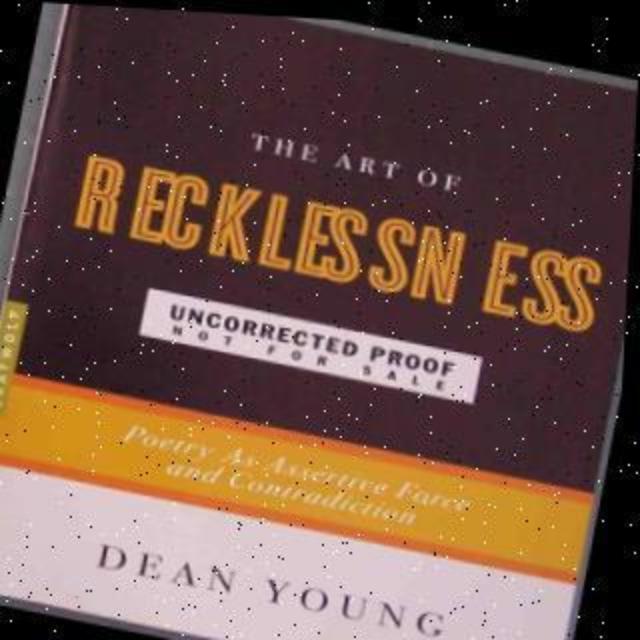 THE ART OF
RECKLESSNESS
UNCORRECTED PROOF
NOT FOR SALE
Poetry As Assertive Force
and Contradiction
DEAN YOUNG